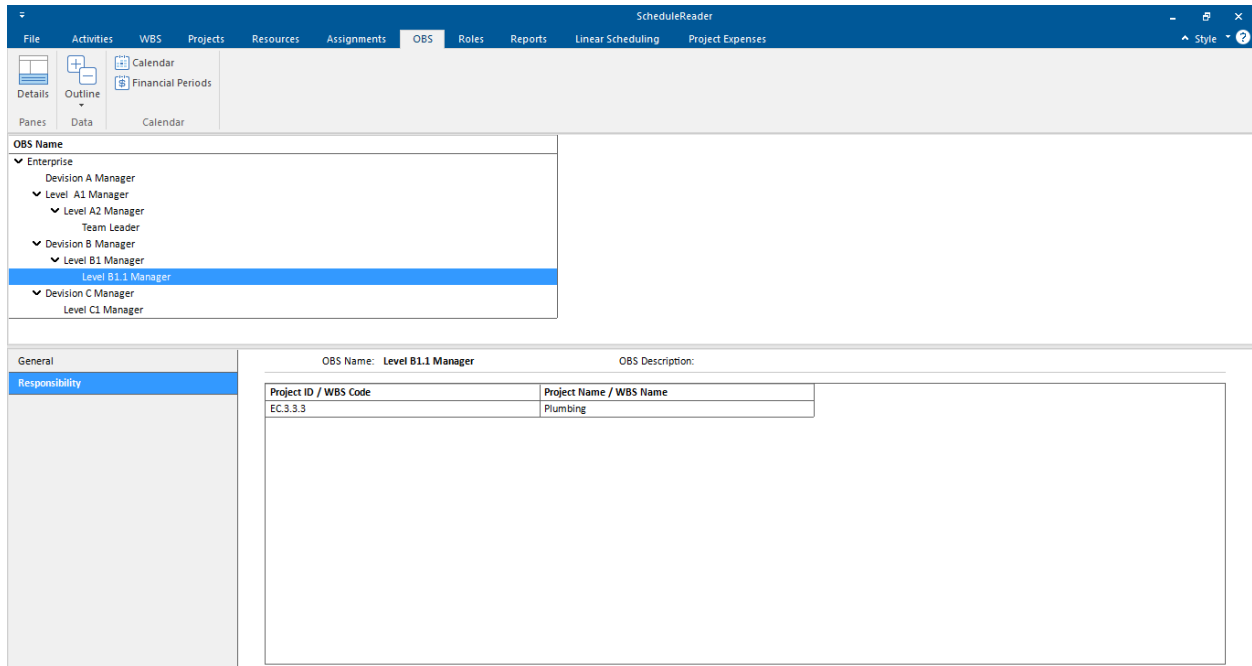 ScheduleReader
File Activities WBS Projects Resources Assignments OBS Roles Reports Linear Scheduling Project Expenses Style ?
Calendar
Financial Periods
Details Outline
Panes Data Calendar
OBS Name
Enterprise
Devision A Manager
Level A1 Manager
Level A2 Manager
Team Leader
Devision B Manager
Level B1 Manager
Level B1.1 Manager
Devision C Manager
Level C1 Manager
General
OBS Name: Level B1.1 Manager OBS Description:
Responsibility
Project ID / WBS Code Project Name / WBS Name
EC.3.3.3 Plumbing